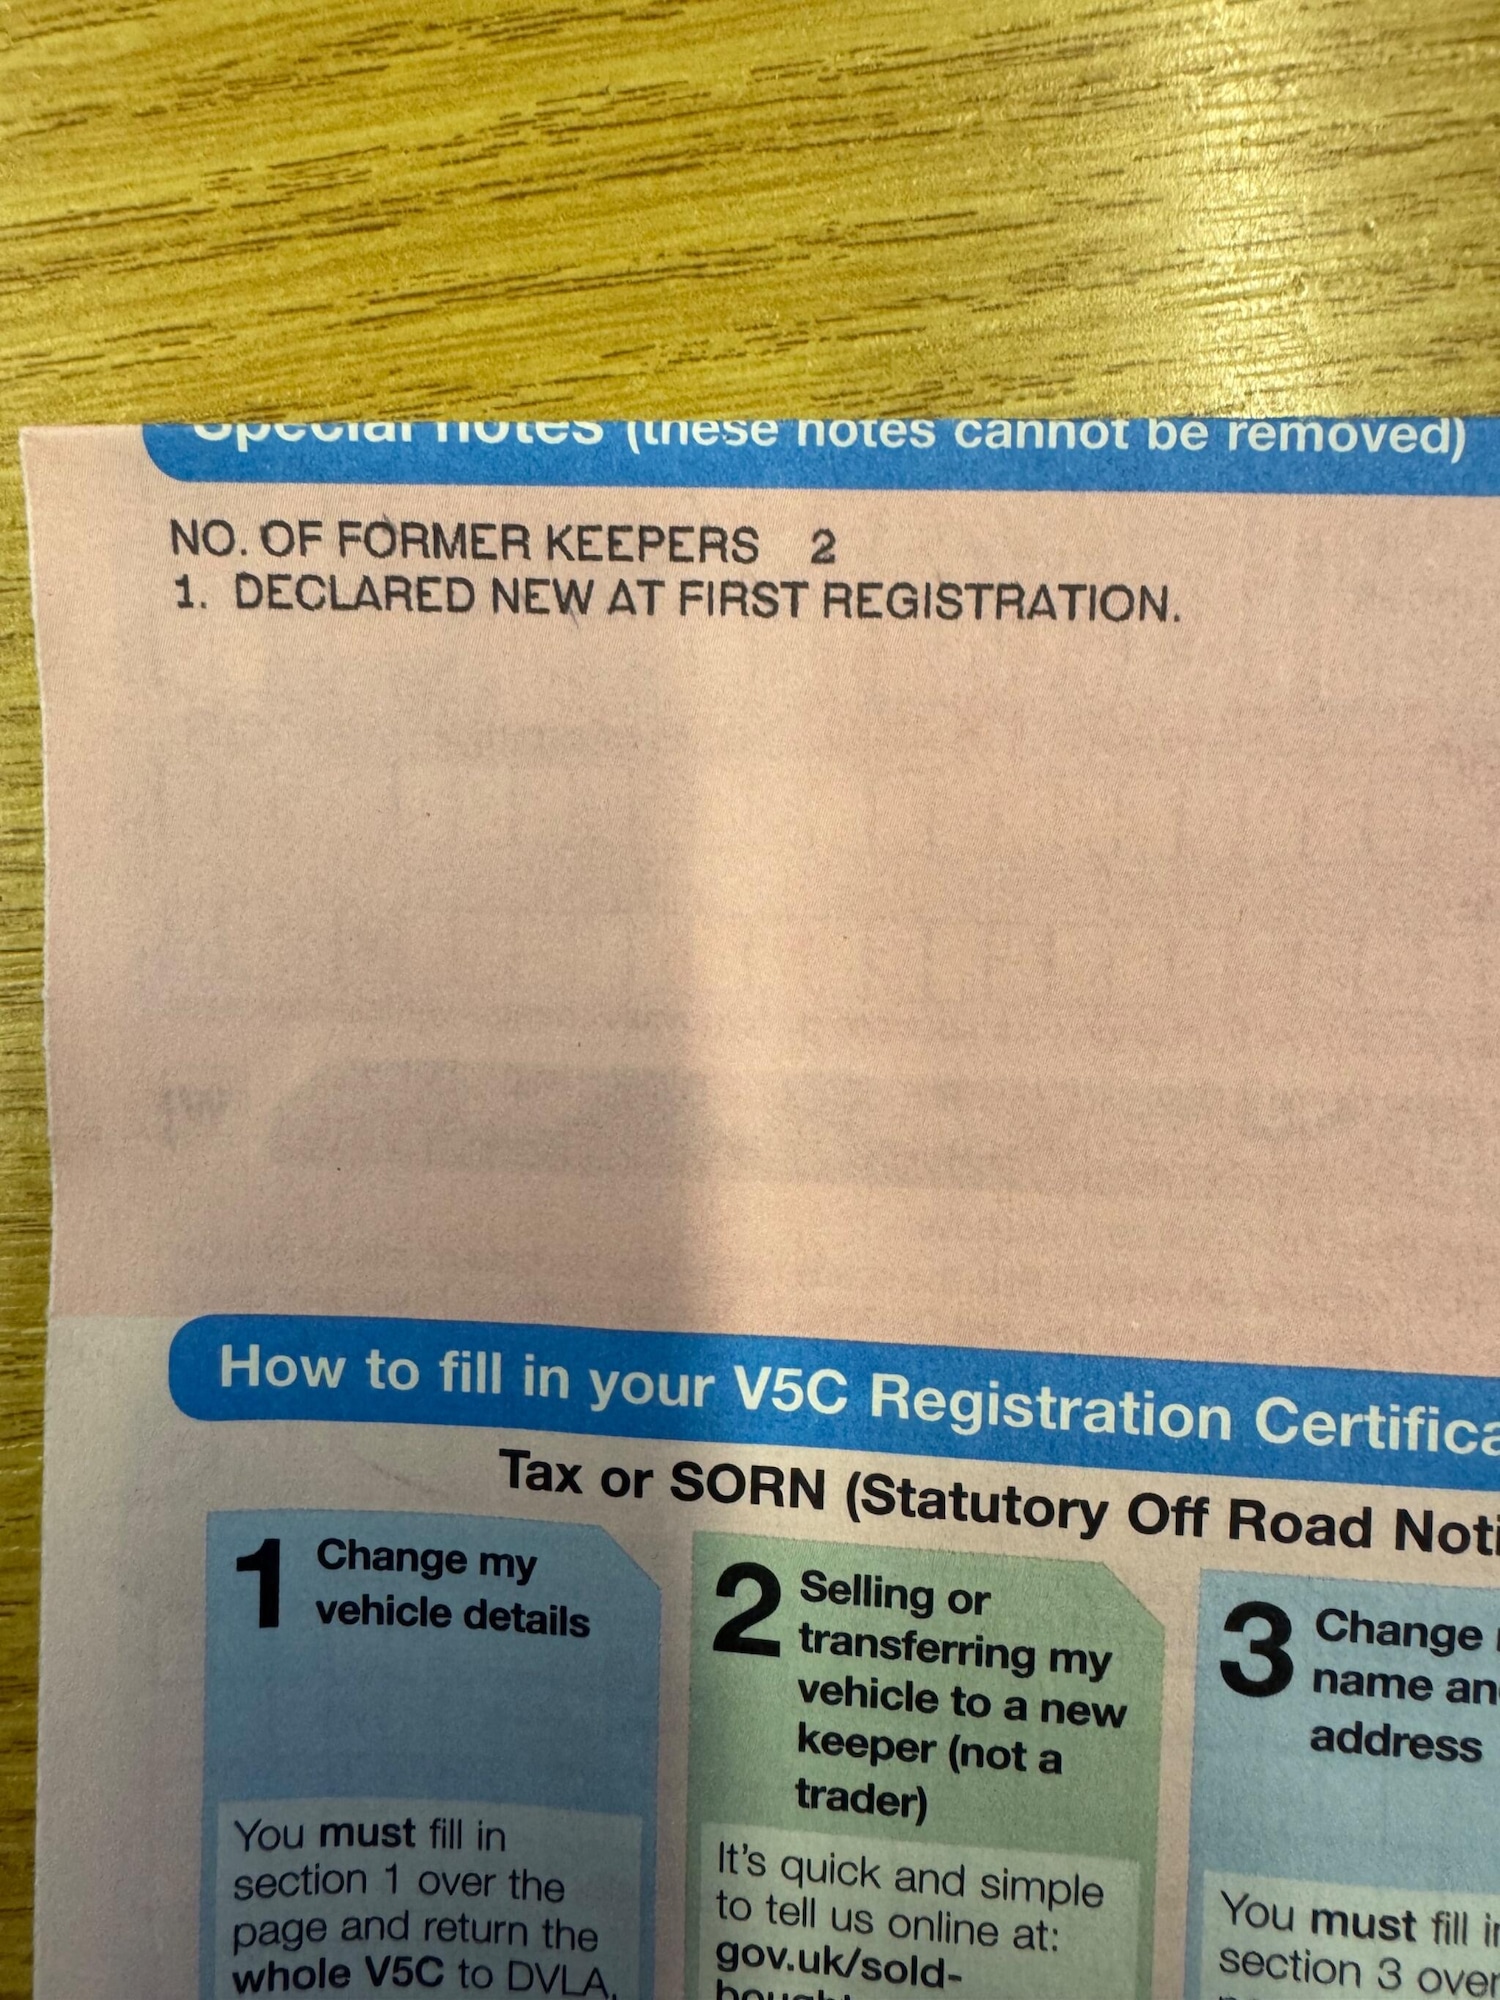 Special notes (these notes cannot be removed)
NO. OF FORMER KEEPERS 2
1. DECLARED NEW AT FIRST REGISTRATION.
How to fill in your V5C Registration
Tax or SORN (Statutory Off Road
1 Change my
vehicle details
You must fill in
section 1 over the
page and return the
whole V5C to DVLA.
2 Selling or
transferring my
vehicle to a new
keeper (not a
trader)
It's quick and simple
to tell us online at:
gov.uk/sold-
3 Change
name
address
You must fill
section 3 over